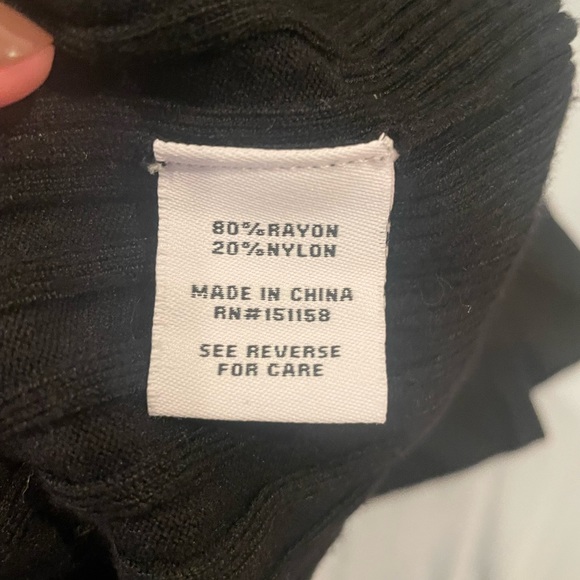 80%RAYON
20%NYLON
MADE IN CHINA
RN#151158
SEE REVERSE
FOR CARE